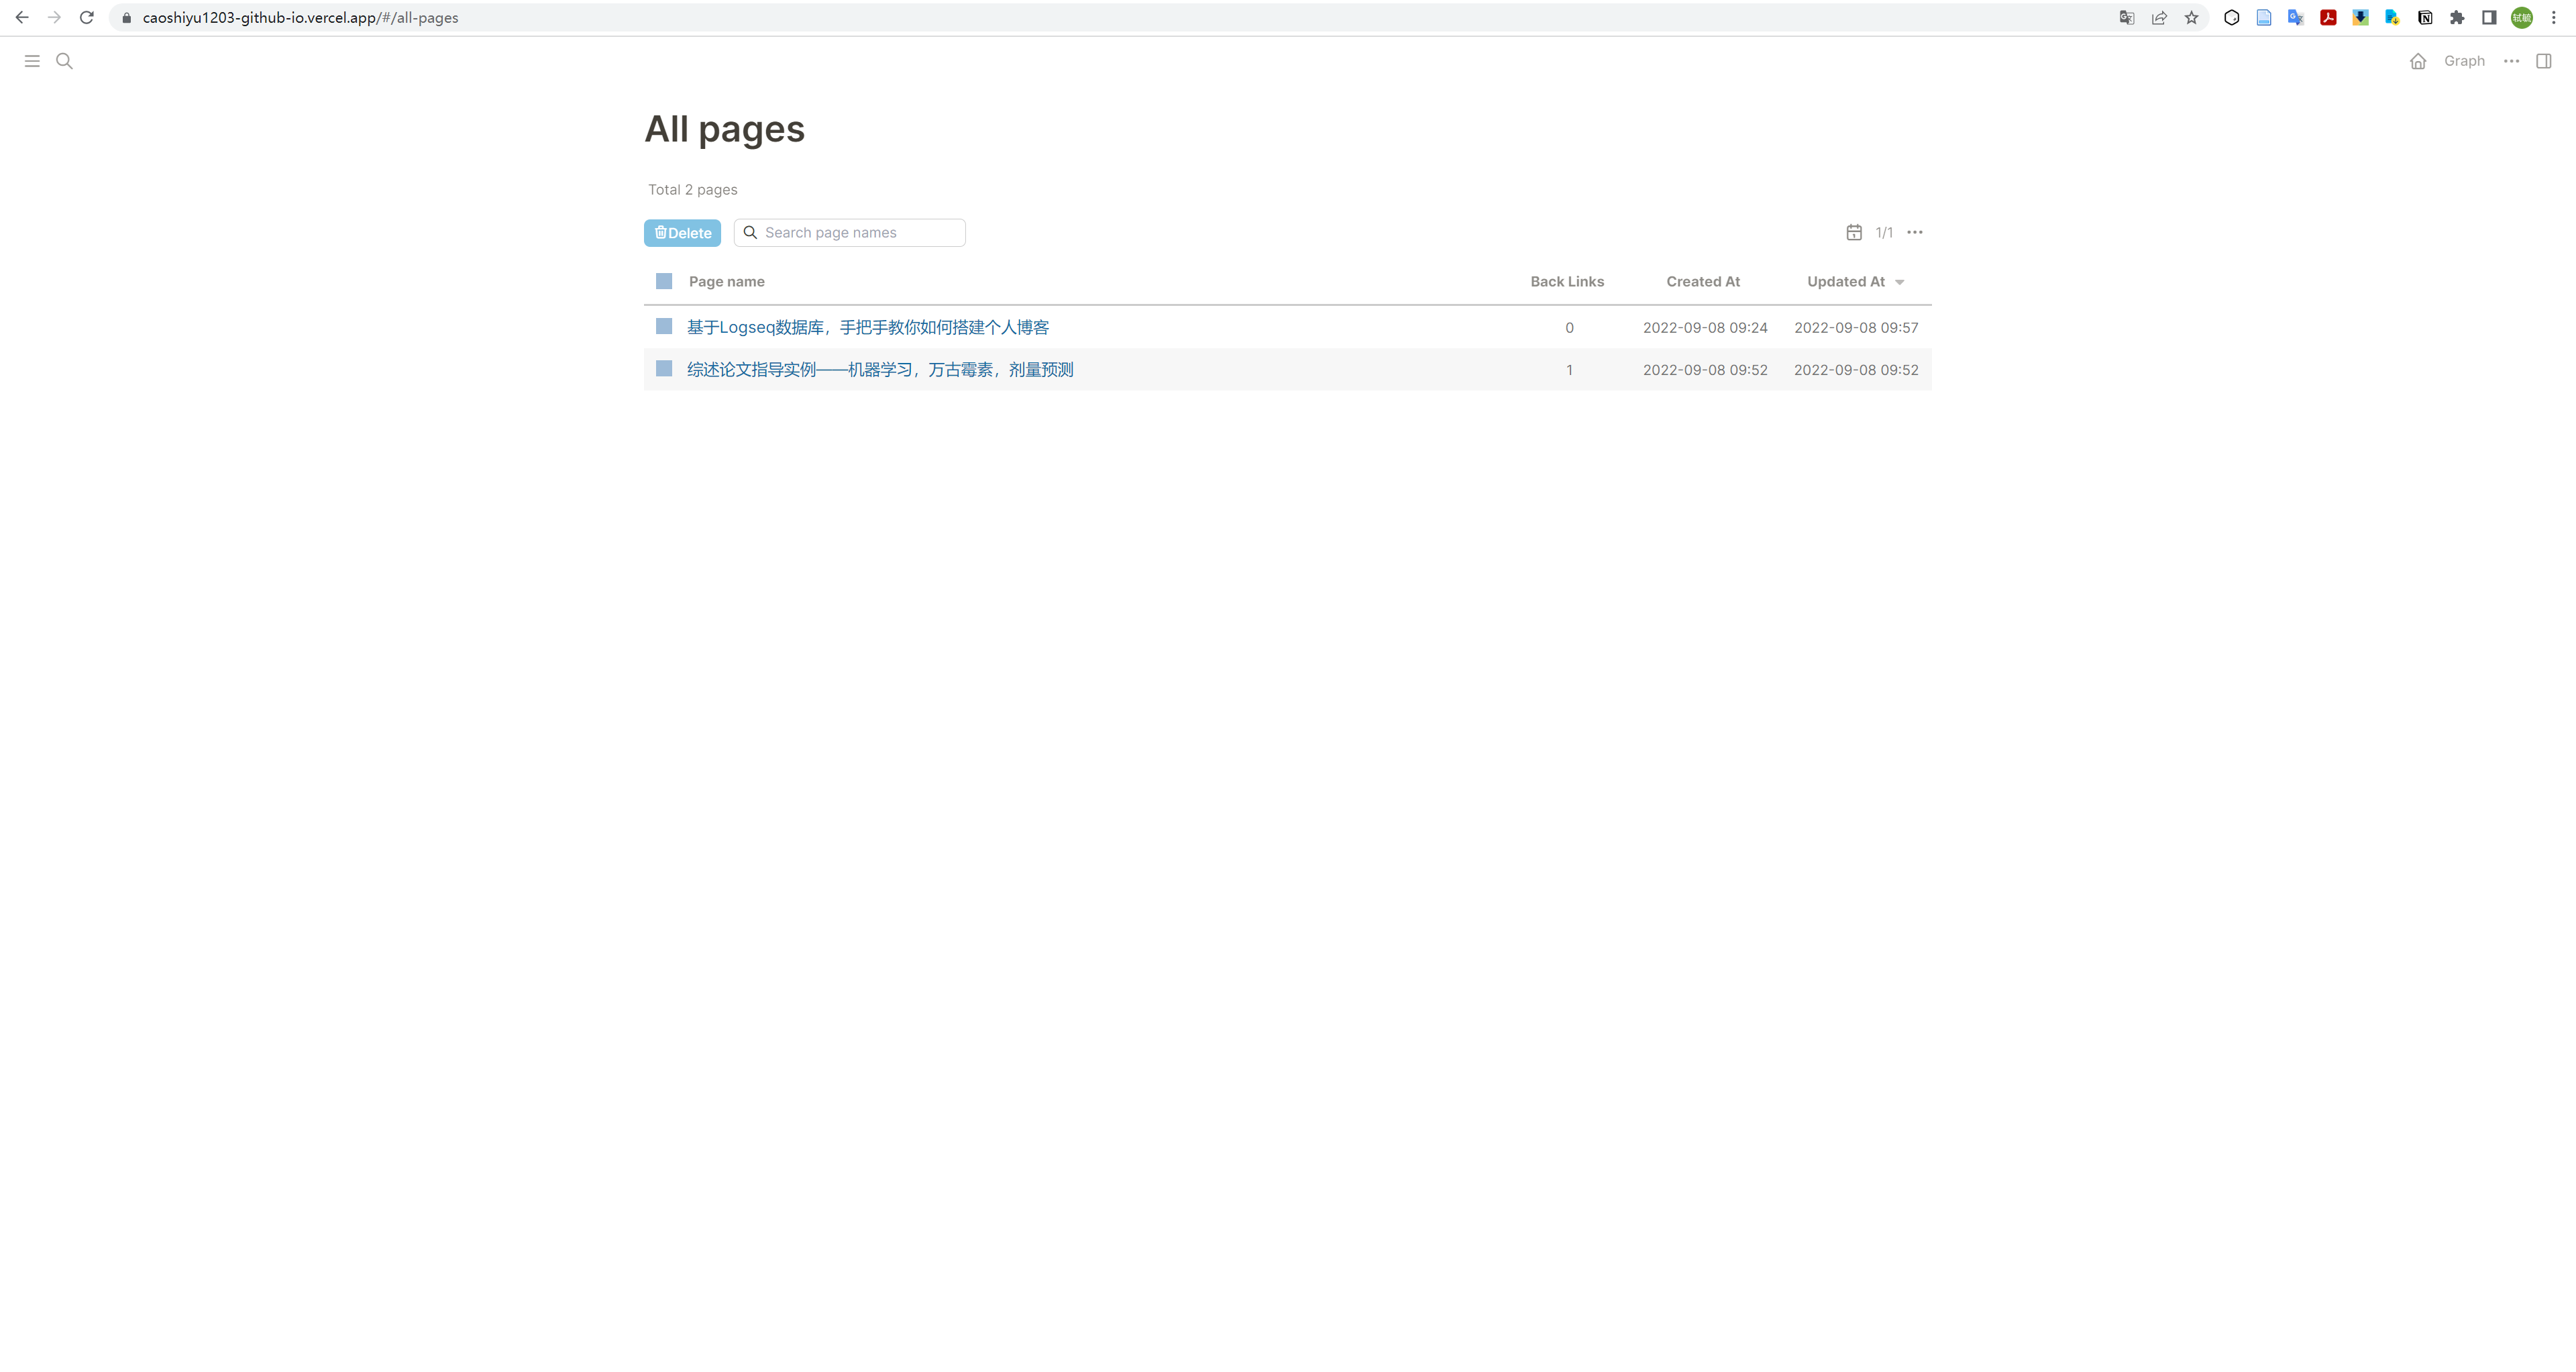 caoshiyu1203-github-io.vercel.app/#/all-pages
轼毓
Graph
All pages
Total 2 pages
Delete
Search page names
1/1
Page name Back Links Created At Updated At
基于Logseq数据库，手把手教你如何搭建个人博客 0 2022-09-08 09:24 2022-09-08 09:57
综述论文指导实例——机器学习，万古霉素，剂量预测 1 2022-09-08 09:52 2022-09-08 09:52